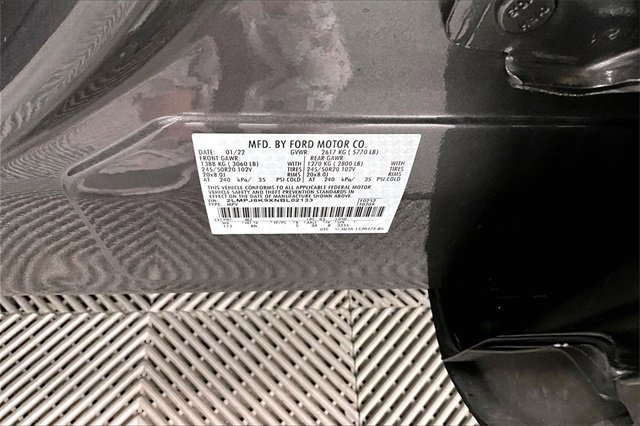 MFD. BY FORD MOTOR CO.
DATE: 01/22 GVWR: 2617 KG ( 5770 LB)
FRONT GAWR: REAR GAWR:
1388 KG ( 3060 LB) WITH 1270 KG ( 2800 LB) WITH
245/50R20 102V TIRES 245/50R20 102V TIRES
20x8.0J RIMS 20x8.0J RIMS
AT 240 kPa/ 35 PSI COLD AT 240 kPa/ 35 PSI COLD
THIS VEHICLE CONFORMS TO ALL APPLICABLE FEDERAL MOTOR
VEHICLE SAFETY AND THEFT PREVENTION STANDARDS IN
EFFECT ON THE DATE OF MANUFACTURE SHOWN ABOVE.
VIN: 2LMPJ8K9XNBL02133
TYPE: MPV
UTC